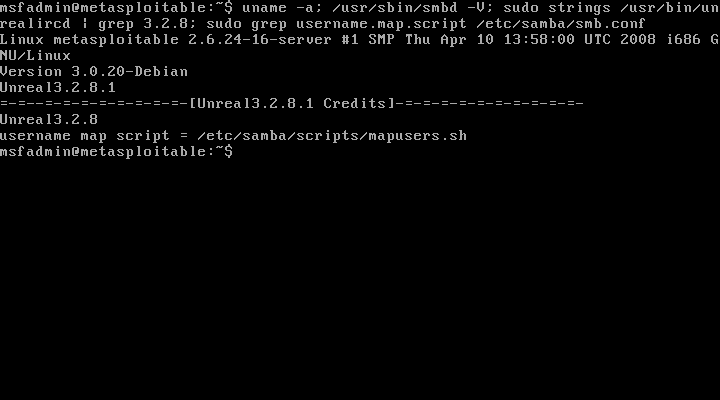 msfadmin@metasploitable:~$ uname -a; /usr/sbin/smbd -V; sudo strings /usr/bin/un
realircd | grep 3.2.8; sudo grep username.map.script /etc/samba/smb.conf
Linux metasploitable 2.6.24-16-server #1 SMP Thu Apr 10 13:58:00 UTC 2008 i686 G
NU/Linux
Version 3.0.20-Debian
Unreal3.2.8.1
=-=-=-=-=-=-=-=-=-=-[Unreal3.2.8.1 Credits]-=-=-=-=-=-=-=-=-=-=-
Unreal3.2.8
username map script = /etc/samba/scripts/mapusers.sh
msfadmin@metasploitable:~$